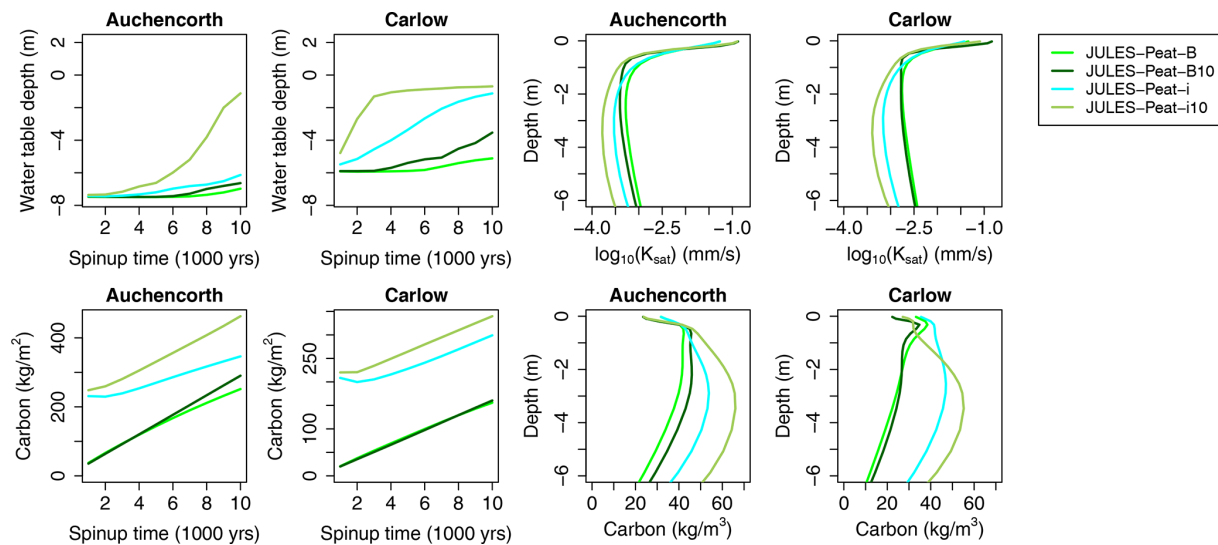 Auchencorth
Water table depth (m)
2
0
−4
−8
2 4 6 8 10
Spinup time (1000 yrs)
Carlow
Water table depth (m)
2
0
−4
−8
2 4 6 8 10
Spinup time (1000 yrs)
Auchencorth
Depth (m)
0
−2
−4
−6
−4.0 −2.5 −1.0
log10(Ksat) (mm/s)
Carlow
Depth (m)
0
−2
−4
−6
−4.0 −2.5 −1.0
log10(Ksat) (mm/s)
JULES−Peat−B
JULES−Peat−B10
JULES−Peat−i
JULES−Peat−i10
Auchencorth
Carbon (kg/m2)
400
200
0
2 4 6 8 10
Spinup time (1000 yrs)
Carlow
Carbon (kg/m2)
250
100
0
2 4 6 8 10
Spinup time (1000 yrs)
Auchencorth
Depth (m)
0
2
4
6
0 20 60 100
Carbon (kg/m3)
Carlow
Depth (m)
0
2
4
6
0 20 60 100
Carbon (kg/m3)